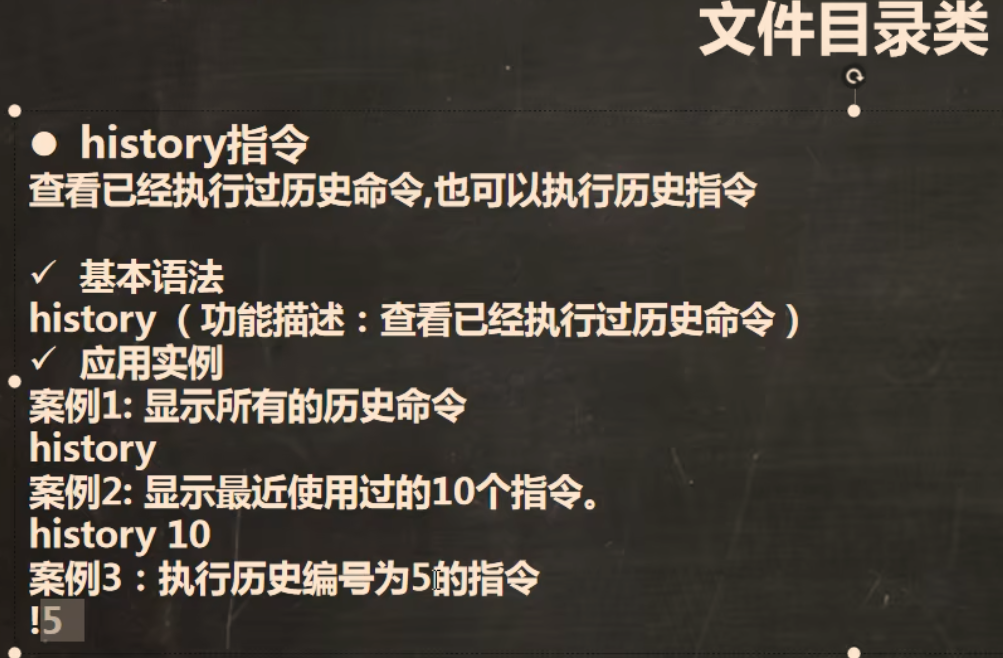 文件目录类
● history指令
查看已经执行过历史命令,也可以执行历史指令
✓ 基本语法
history （功能描述：查看已经执行过历史命令）
✓ 应用实例
案例1: 显示所有的历史命令
history
案例2: 显示最近使用过的10个指令。
history 10
案例3：执行历史编号为5的指令
!5